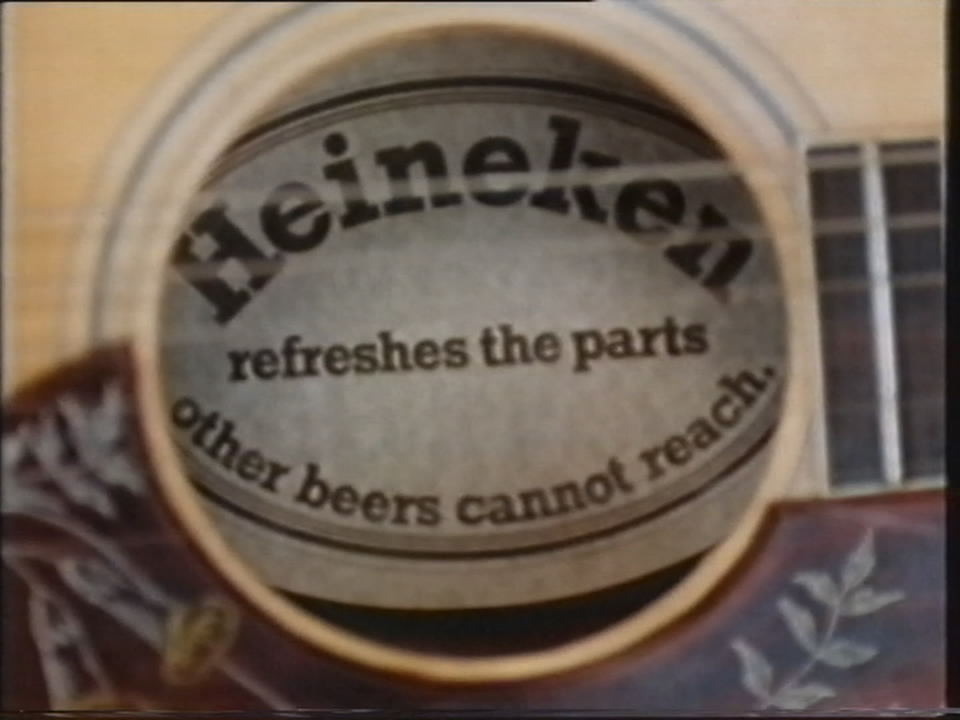 Heineken
refreshes the parts
other beers cannot reach.